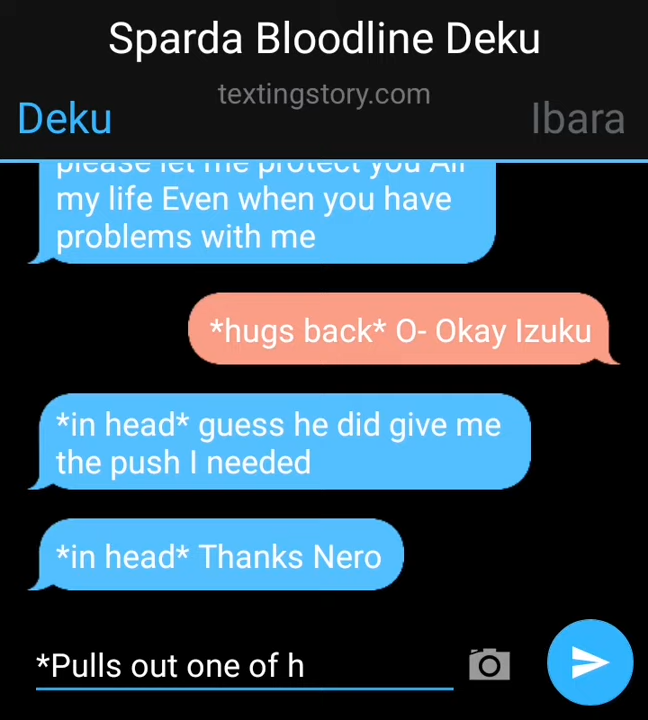 Sparda Bloodline Deku
textingstory.com
Deku
Ibara
please let me protect you All
my life Even when you have
problems with me
*hugs back* O- Okay Izuku
*in head* guess he did give me
the push I needed
*in head* Thanks Nero
*Pulls out one of h